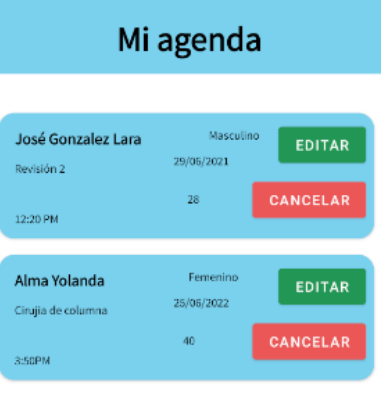 Mi agenda
José Gonzalez Lara
Masculino
EDITAR
Revisión 2
29/06/2021
28
CANCELAR
12:20 PM
Alma Yolanda
Femenino
EDITAR
Cirujia de columna
25/06/2022
40
CANCELAR
3:50PM